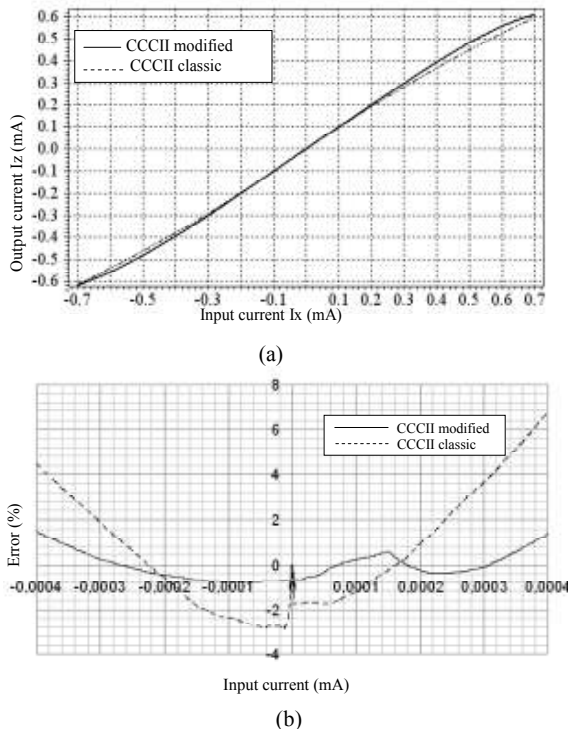 0.6
0.5
0.4
0.3
0.2
0.1
0.0
-0.1
-0.2
-0.3
-0.4
-0.5
-0.6
Output current Iz (mA)
CCCII modified
CCCII classic
-0.7 -0.5 -0.3 -0.1 0.1 0.2 0.3 0.4 0.5 0.6 0.7
Input current Ix (mA)
(a)
8
6
4
2
0
-2
-4
Error (%)
CCCII modified
CCCII classic
-0.0004 -0.0003 -0.0002 -0.0001 0 0.0001 0.0002 0.0003 0.0004
Input current (mA)
(b)